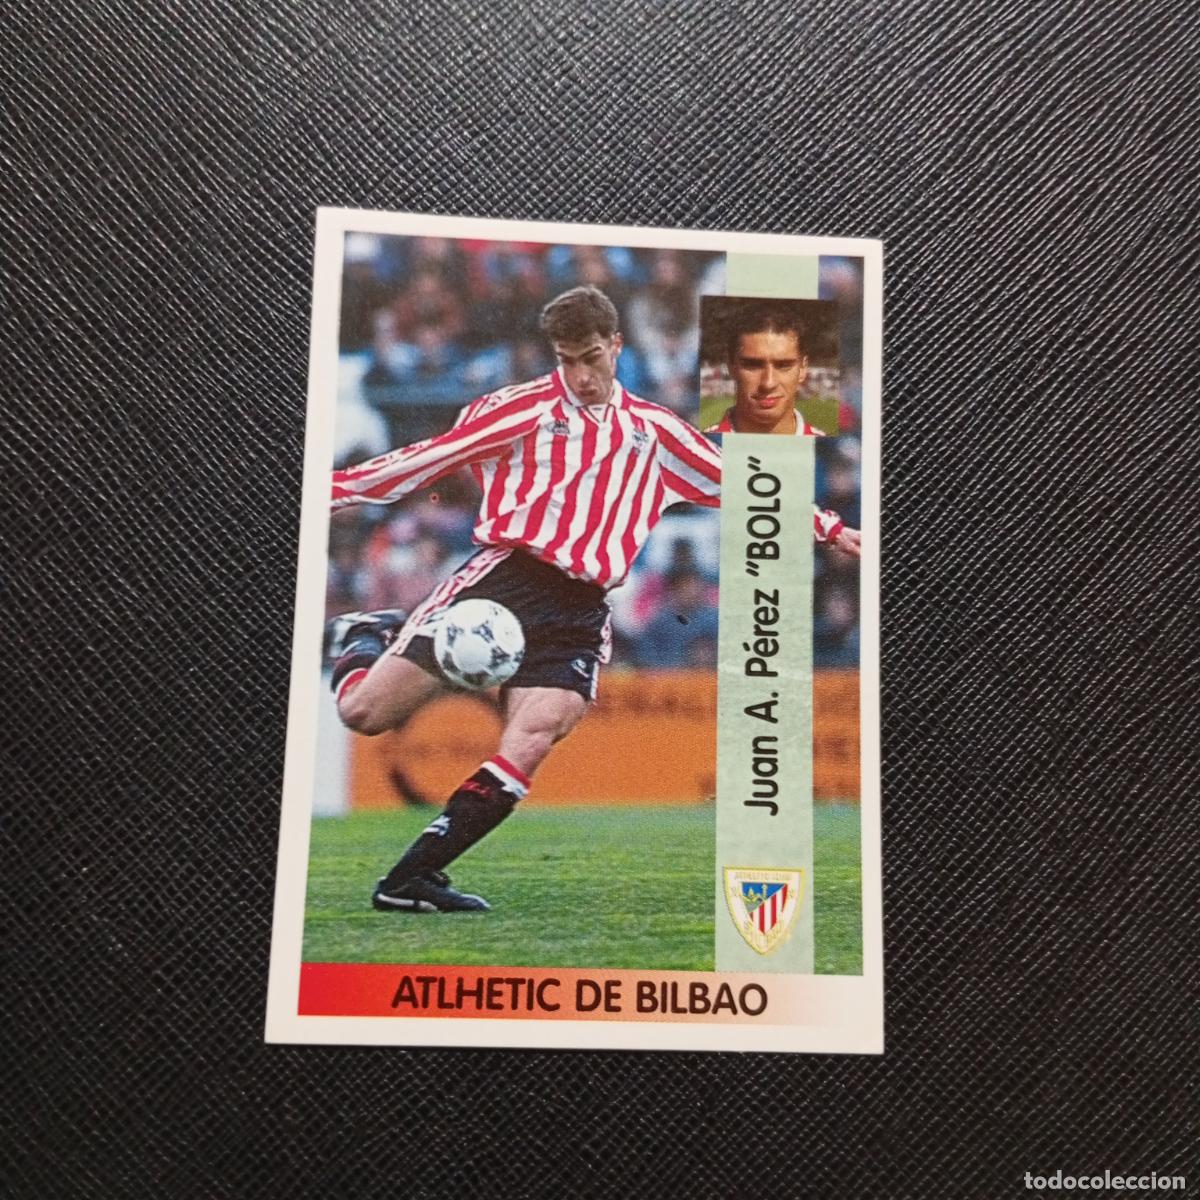 Juan A. Pérez "BOLO"
ATLHETIC DE BILBAO
todocoleccion